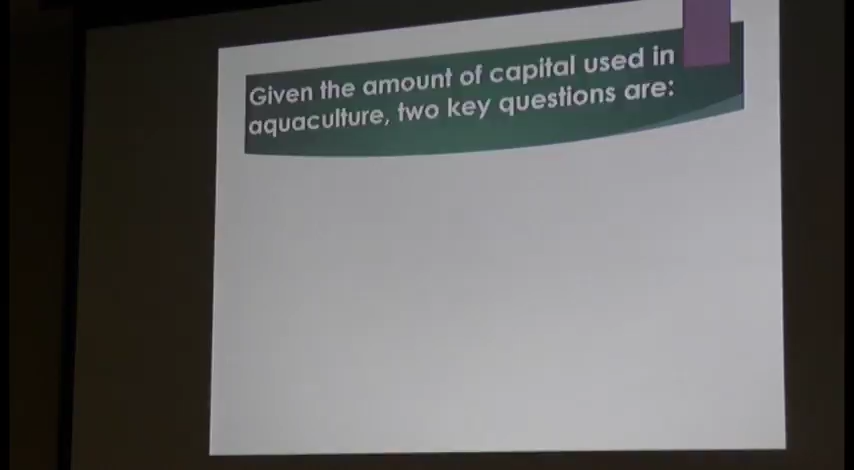 Given the amount of capital used in
aquaculture, two key questions are: